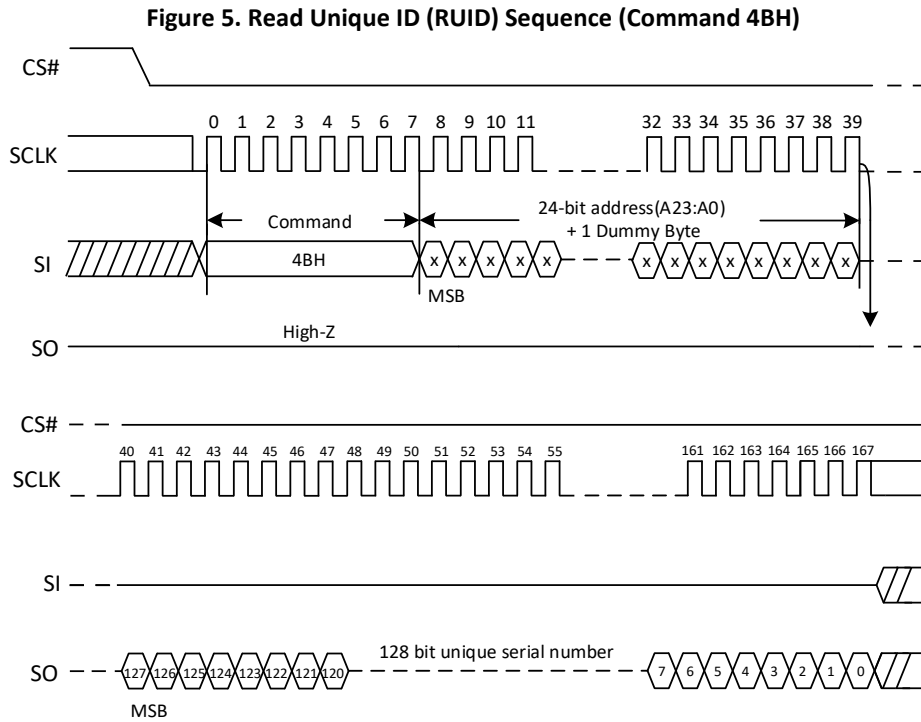 Figure 5. Read Unique ID (RUID) Sequence (Command 4BH)
CS#
0 1 2 3 4 5 6 7 8 9 10 11 32 33 34 35 36 37 38 39
SCLK
Command
24-bit address(A23:A0)
+ 1 Dummy Byte
SI
4BH
x x x x x x x x x x x x x
MSB
High-Z
SO
CS#
40 41 42 43 44 45 46 47 48 49 50 51 52 53 54 55 161 162 163 164 165 166 167
SCLK
SI
128 bit unique serial number
SO
127 126 125 124 123 122 121 120 7 6 5 4 3 2 1 0
MSB